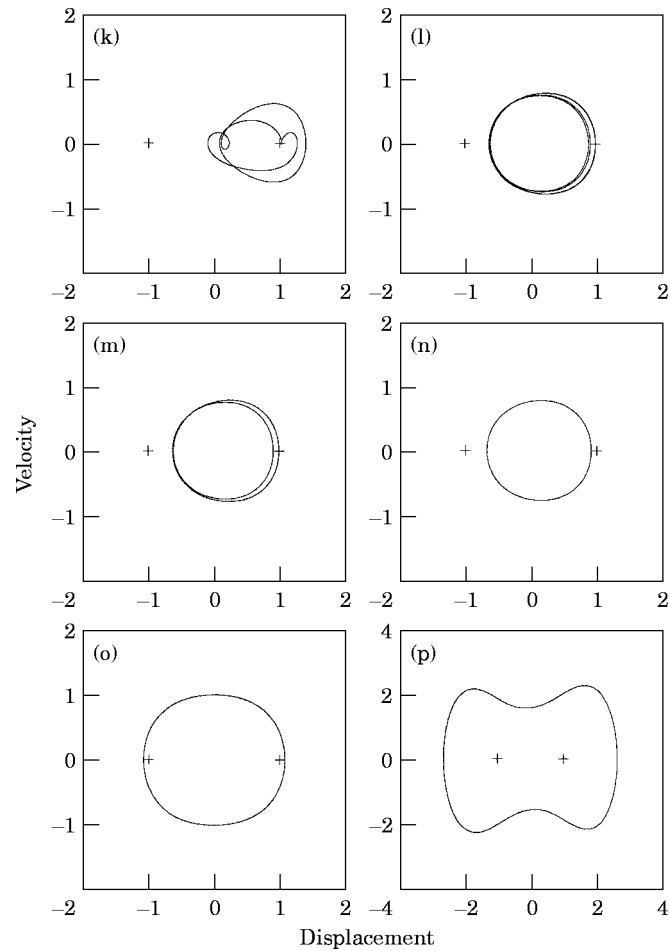 2 (k) 2 (l)
1 1
0 0
–1 –1
–2 –1 0 1 2 –2 –1 0 1 2
2 (m) 2 (n)
1 1
0 0
–1 –1
–2 –1 0 1 2 –2 –1 0 1 2
2 (o) 4 (p)
1 2
0 0
–1 –2
–2 –1 0 1 2 –4 –2 0 2 4
Velocity
Displacement